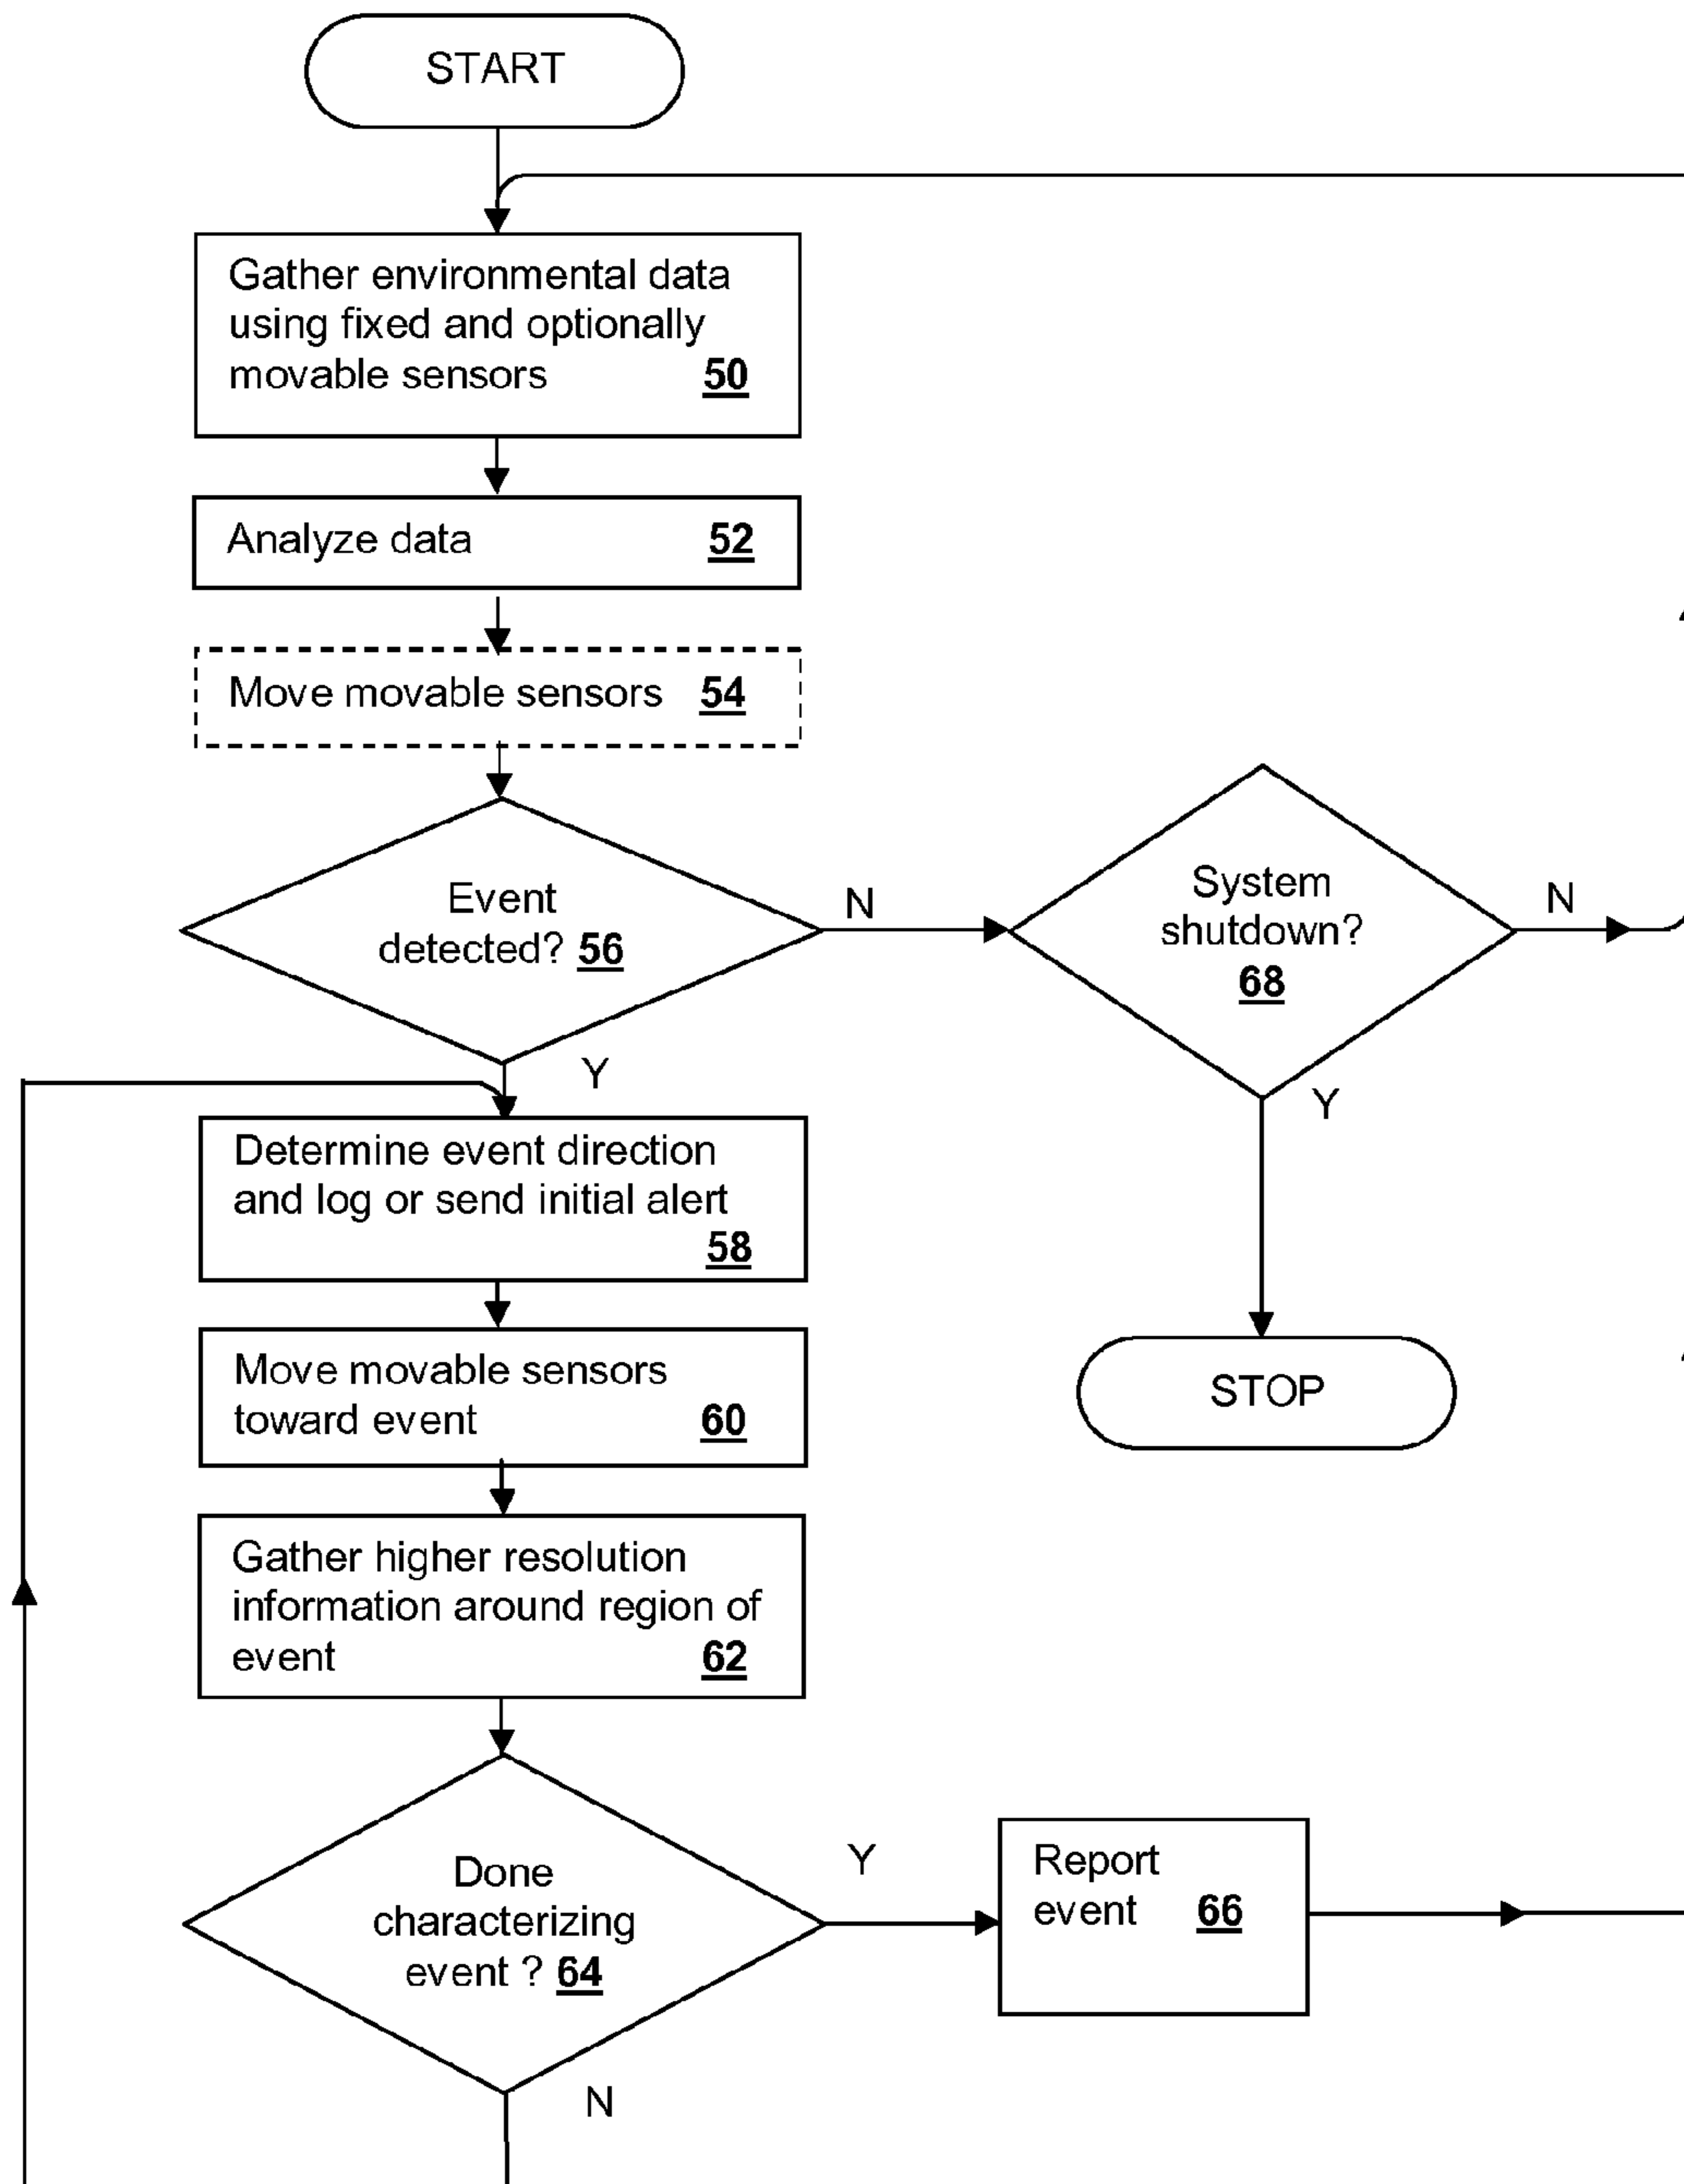 START
Gather environmental data
using fixed and optionally
movable sensors 50
Analyze data 52
Move movable sensors 54
Event
detected? 56
N
System
shutdown?
68
N
Y
Y
Determine event direction
and log or send initial alert
58
Move movable sensors
toward event 60
STOP
Gather higher resolution
information around region of
event 62
Done
characterizing
event ? 64
Y
Report
event 66
N